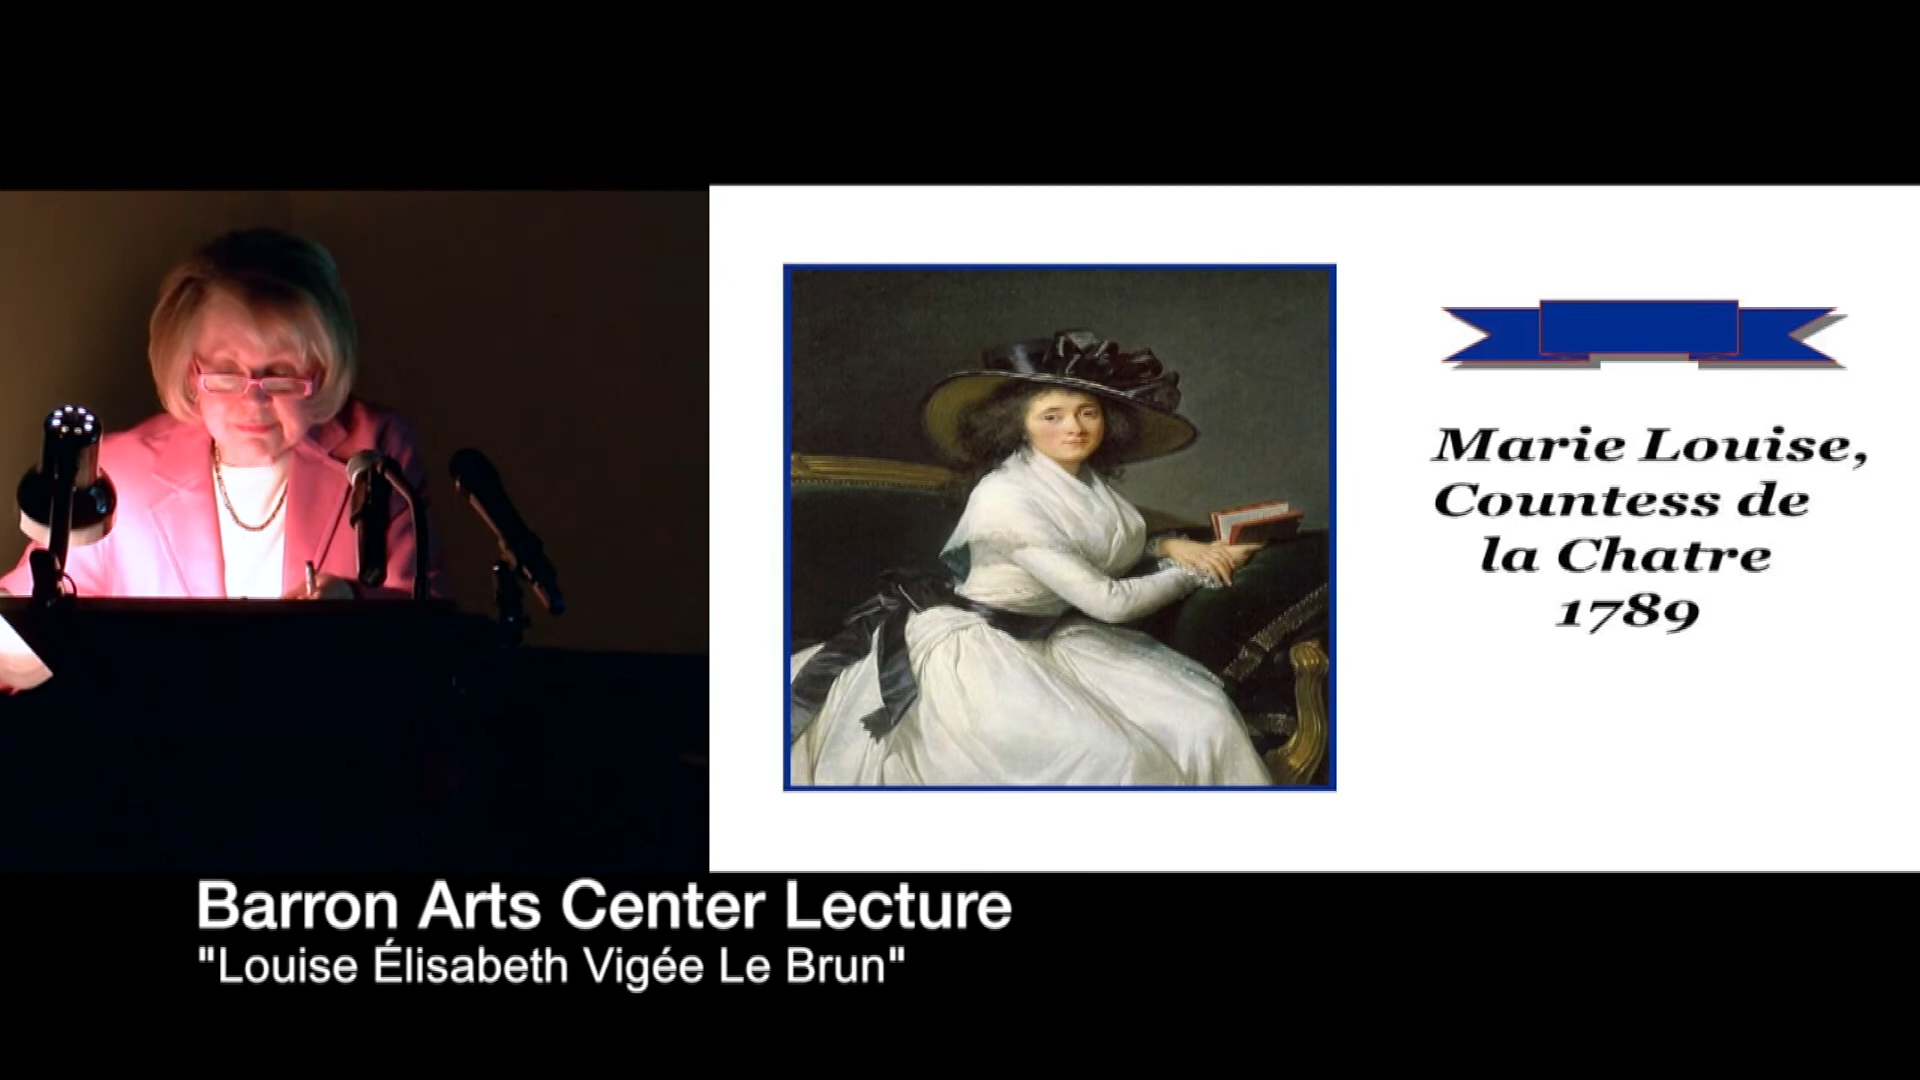 Marie Louise,
Countess de
la Chatre
1789
Barron Arts Center Lecture
"Louise Élisabeth Vigée Le Brun"